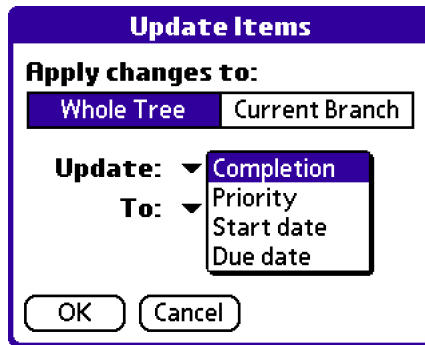 Update Items
Apply changes to:
Whole Tree Current Branch
Update: Completion
To: Priority
Start date
Due date
OK Cancel